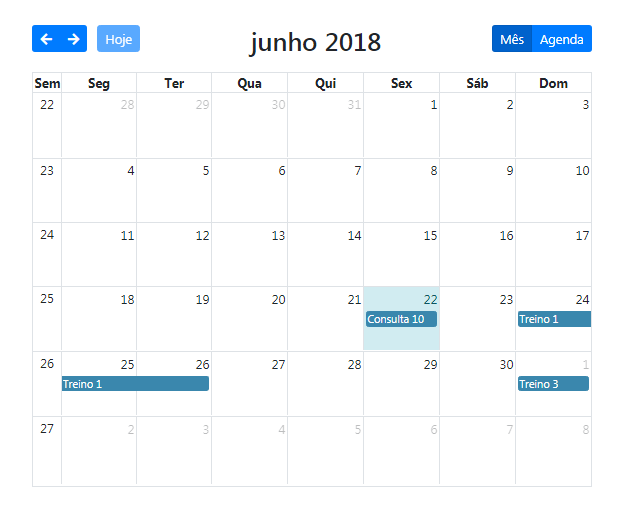 Hoje junho 2018 Mês Agenda
Sem Seg Ter Qua Qui Sex Sáb Dom
22 28 29 30 31 1 2 3
23 4 5 6 7 8 9 10
24 11 12 13 14 15 16 17
25 18 19 20 21 22 23 24
Consulta 10 Treino 1
26 25 26 27 28 29 30 1
Treino 1 Treino 3
27 2 3 4 5 6 7 8